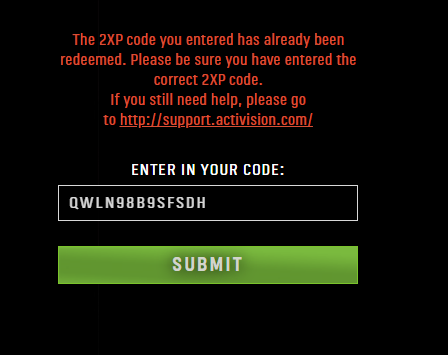 The 2XP code you entered has already been
redeemed. Please be sure you have entered the
correct 2XP code.
If you still need help, please go
to http://support.activision.com/
ENTER IN YOUR CODE:
QWLN98B9SFSDH
SUBMIT